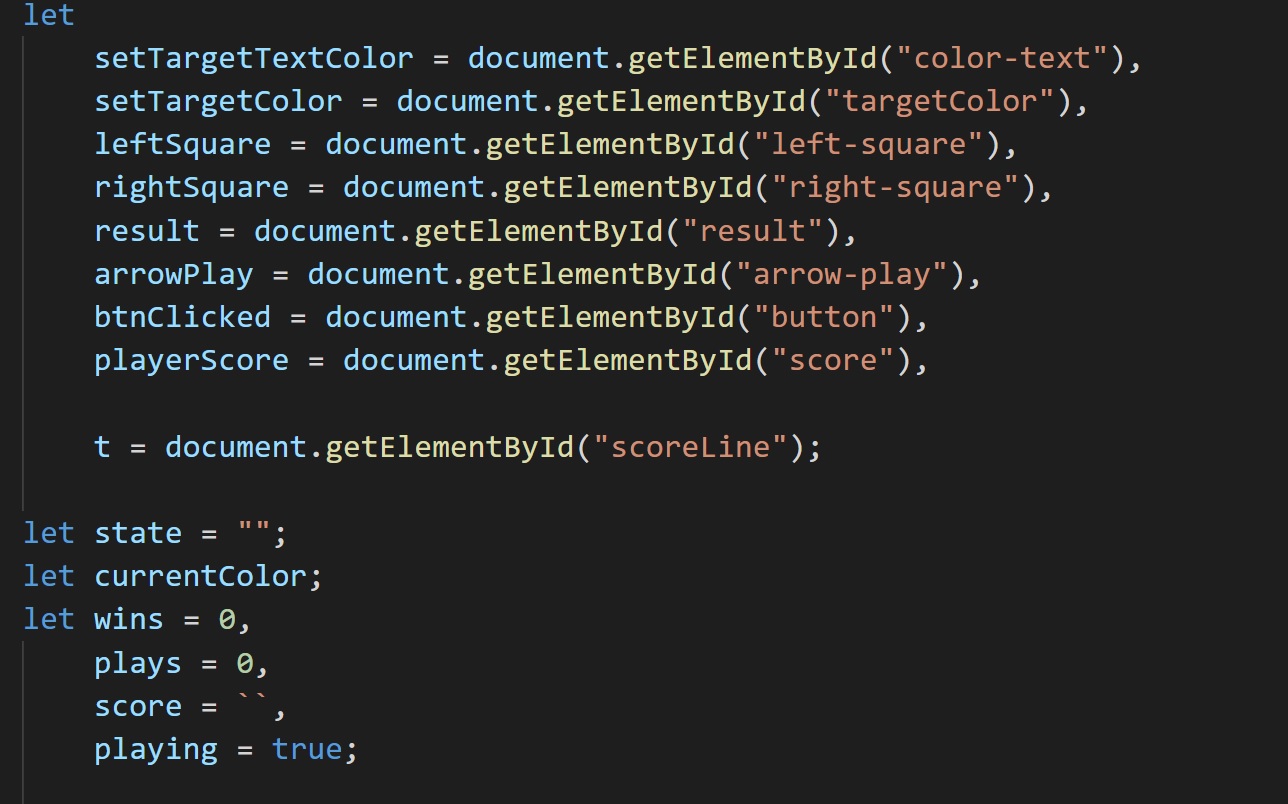 let
setTargetTextColor = document.getElementById("color-text"),
setTargetColor = document.getElementById("targetColor"),
leftSquare = document.getElementById("left-square"),
rightSquare = document.getElementById("right-square"),
result = document.getElementById("result"),
arrowPlay = document.getElementById("arrow-play"),
btnClicked = document.getElementById("button"),
playerScore = document.getElementById("score"),
t = document.getElementById("scoreLine");
let state = "";
let currentColor;
let wins = 0,
plays = 0,
score = ``,
playing = true;